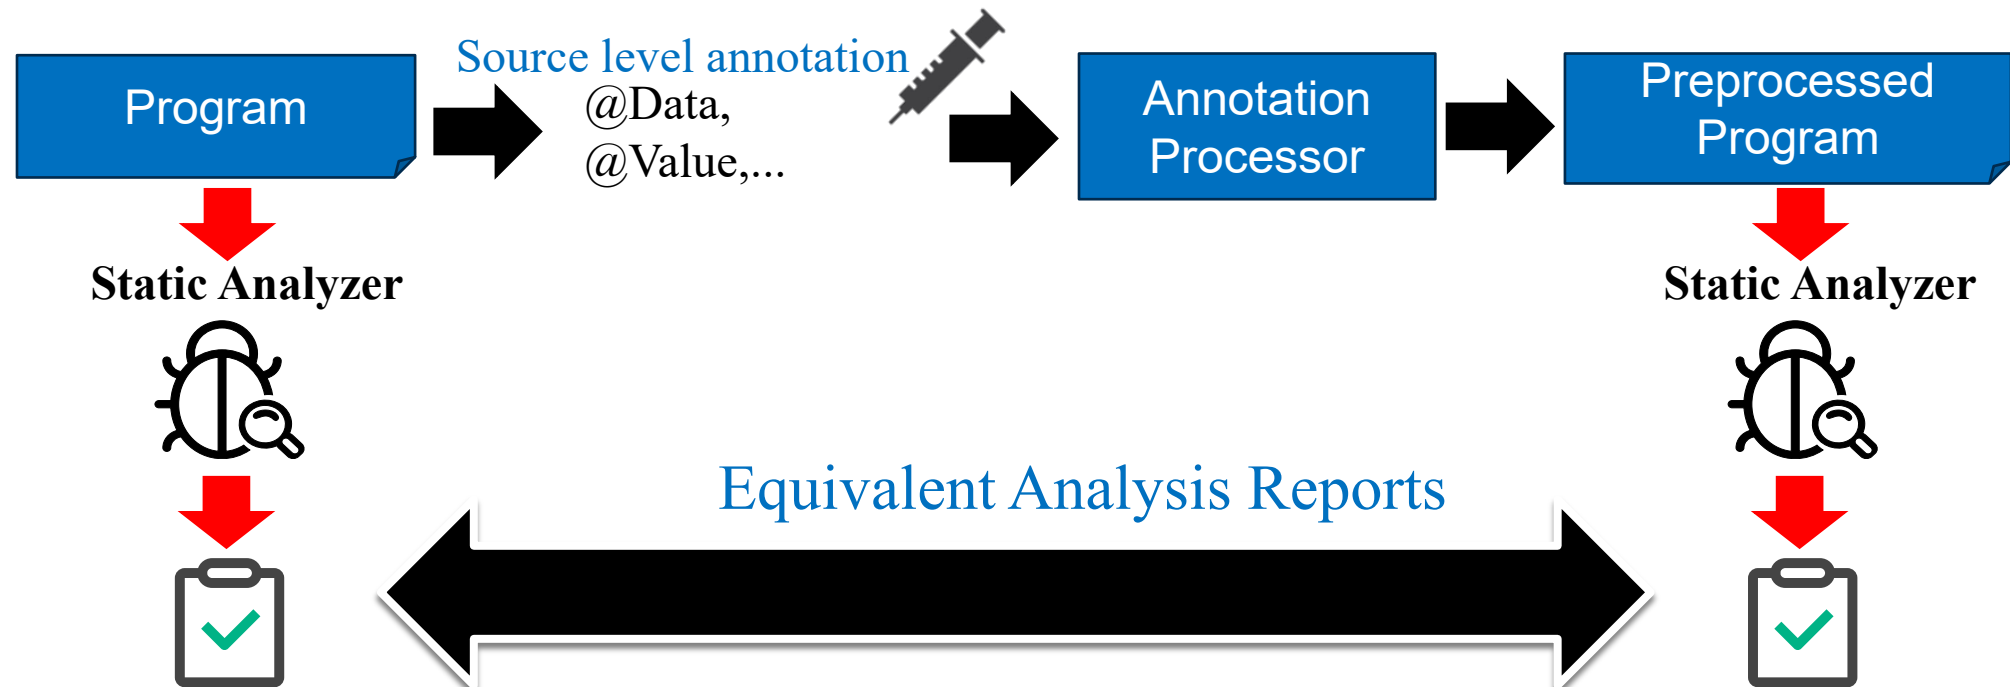 Program
Source level annotation
@Data,
@Value,...
Annotation
Processor
Preprocessed
Program
Static Analyzer
Static Analyzer
Equivalent Analysis Reports